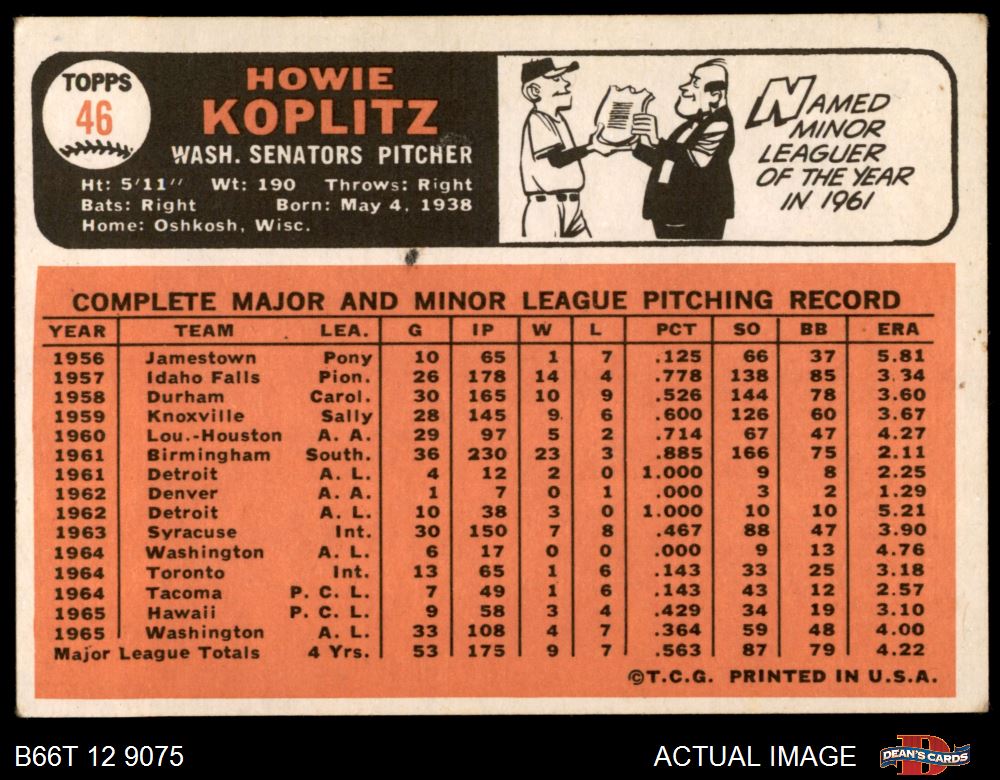 TOPPS
46
HOWIE
KOPLITZ
WASH. SENATORS PITCHER
Ht: 5'11" Wt: 190 Throws: Right
Bats: Right Born: May 4, 1938
Home: Oshkosh, Wisc.
NAMED
MINOR
LEAGUER
OF THE YEAR
IN 1961
COMPLETE MAJOR AND MINOR LEAGUE PITCHING RECORD
YEAR TEAM LEA. G IP W L PCT SO BB ERA
1956 Jamestown Pony 10 65 1 7 .125 66 37 5.81
1957 Idaho Falls Pion. 26 178 14 4 .778 138 85 3.34
1958 Durham Carol. 30 165 10 9 .526 144 78 3.60
1959 Knoxville Sally 28 145 9 6 .600 126 60 3.67
1960 Lou.-Houston A. A. 29 97 5 2 .714 67 47 4.27
1961 Birmingham South. 36 230 23 3 .885 166 75 2.11
1961 Detroit A. L. 4 12 2 0 1.000 9 8 2.25
1962 Denver A. A. 1 7 0 1 .000 3 2 1.29
1962 Detroit A. L. 10 38 3 0 1.000 10 10 5.21
1963 Syracuse Int. 30 150 7 8 .467 88 47 3.90
1964 Washington A. L. 6 17 0 0 .000 9 13 4.76
1964 Toronto Int. 13 65 1 6 .143 33 25 3.18
1964 Tacoma P. C. L. 7 49 1 6 .143 43 12 2.57
1965 Hawaii P. C. L. 9 58 3 4 .429 34 19 3.10
1965 Washington A. L. 33 108 4 7 .364 59 48 4.00
Major League Totals 4 Yrs. 53 175 9 7 .563 87 79 4.22
©T.C.G. PRINTED IN U.S.A.
B66T 12 9075
ACTUAL IMAGE
DEAN'S CARDS